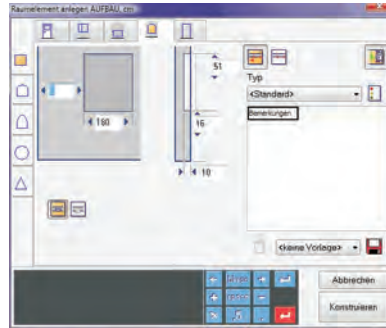 Raumelement anlegen AUFBAU, cm
51
Typ
<Standard>
Bemerkungen
160
16
10
<keine Vorlage>
Abbrechen
Konstruieren